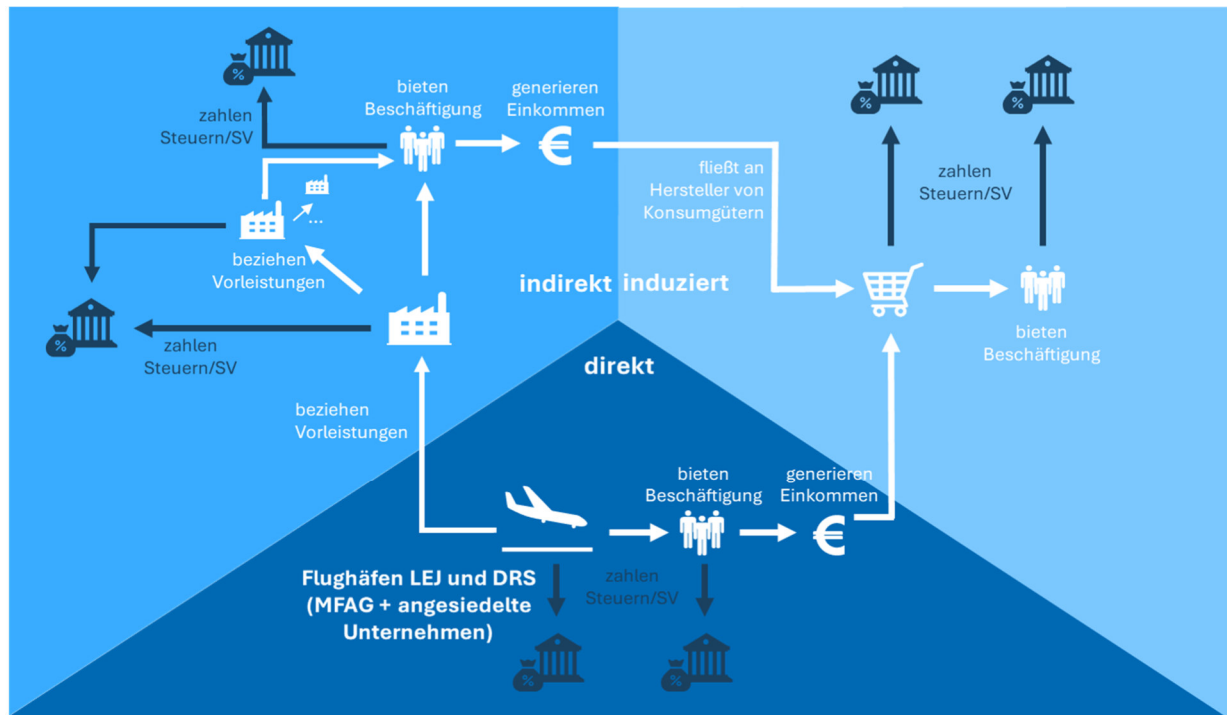 bieten
Beschäftigung
generieren
Einkommen
zahlen
Steuern/SV
fließt an
Hersteller von
Konsumgütern
zahlen
Steuern/SV
...
beziehen
Vorleistungen
indirekt
induziert
zahlen
Steuern/SV
bieten
Beschäftigung
direkt
beziehen
Vorleistungen
bieten
Beschäftigung
generieren
Einkommen
Flughäfen LEJ und DRS
(MFAG + angesiedelte
Unternehmen)
zahlen
Steuern/SV
%
%
%
%
%
%